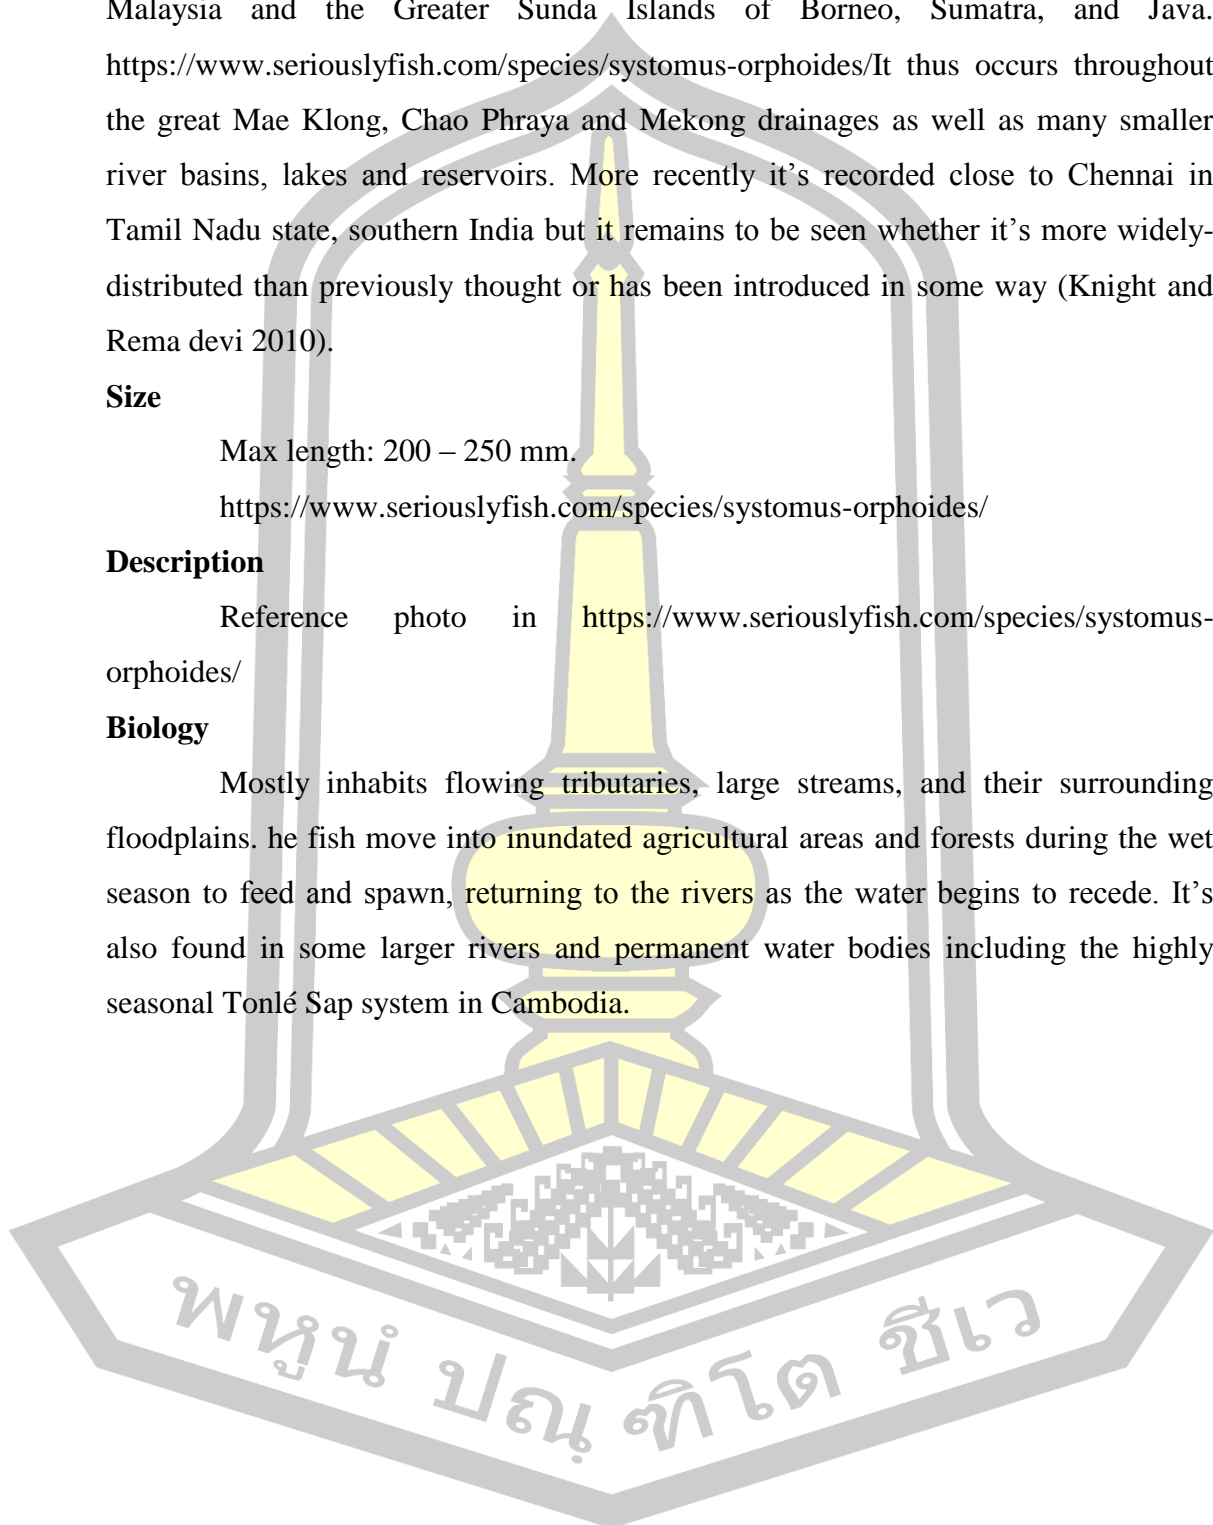 Malaysia and the Greater Sunda Islands of Borneo, Sumatra, and Java.
https://www.seriouslyfish.com/species/systomus-orphoides/It thus occurs throughout
the great Mae Klong, Chao Phraya and Mekong drainages as well as many smaller
river basins, lakes and reservoirs. More recently it’s recorded close to Chennai in
Tamil Nadu state, southern India but it remains to be seen whether it’s more widely-
distributed than previously thought or has been introduced in some way (Knight and
Rema devi 2010).
Size
Max length: 200 – 250 mm.
https://www.seriouslyfish.com/species/systomus-orphoides/
Description
Reference photo in https://www.seriouslyfish.com/species/systomus-
orphoides/
Biology
Mostly inhabits flowing tributaries, large streams, and their surrounding
floodplains. he fish move into inundated agricultural areas and forests during the wet
season to feed and spawn, returning to the rivers as the water begins to recede. It’s
also found in some larger rivers and permanent water bodies including the highly
seasonal Tonlé Sap system in Cambodia.
พหูนํ ปณฺฑิโต ชีเว